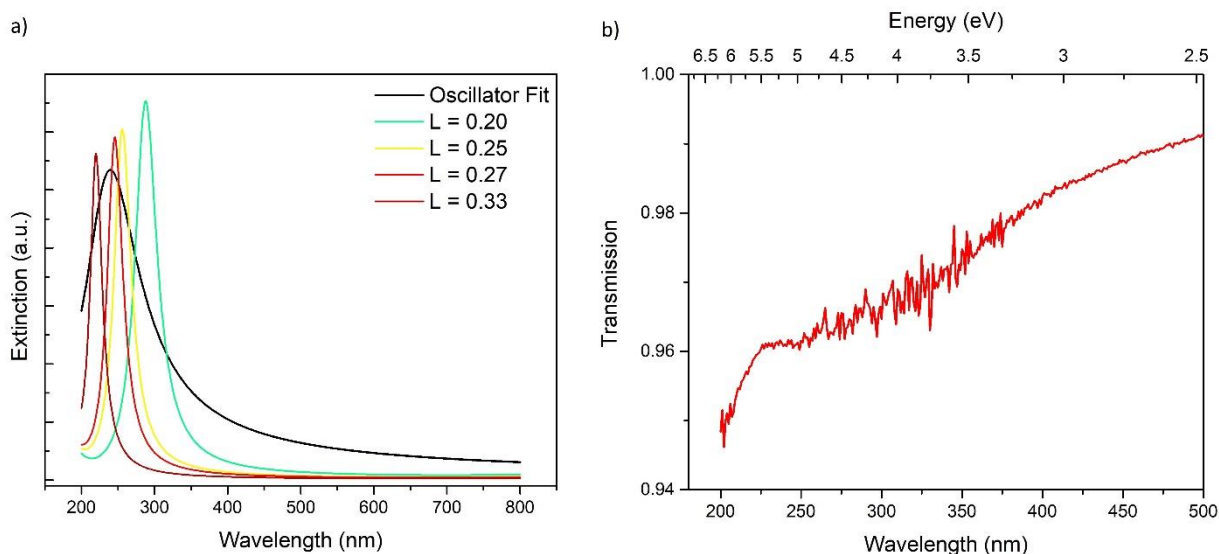 a)
Extinction (a.u.)
Oscillator Fit
L = 0.20
L = 0.25
L = 0.27
L = 0.33
200 300 400 500 600 700 800
Wavelength (nm)
b)
Energy (eV)
6.5 6 5.5 5 4.5 4 3.5 3 2.5
Transmission
1.00
0.98
0.96
0.94
200 250 300 350 400 450 500
Wavelength (nm)